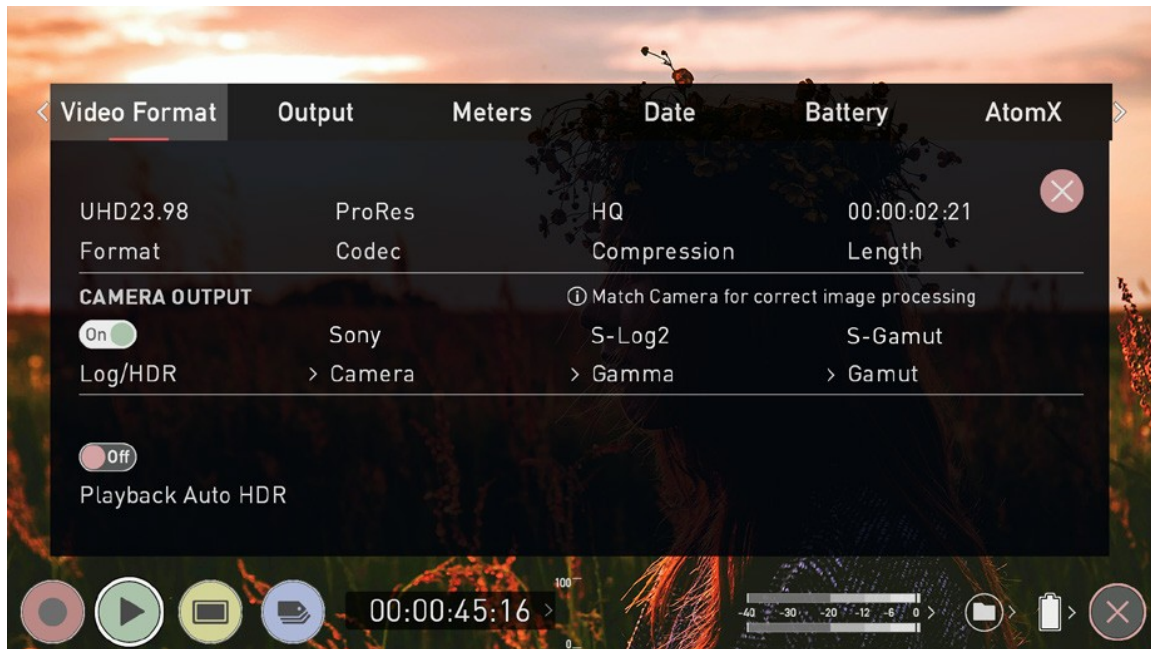 Video Format Output Meters Date Battery AtomX
UHD23.98 ProRes HQ 00:00:02:21
Format Codec Compression Length
CAMERA OUTPUT Match Camera for correct image processing
On Sony S-Log2 S-Gamut
Log/HDR > Camera > Gamma > Gamut
Off
Playback Auto HDR
100
00:00:45:16 >
-40 -30 -20 -12 -6 0
0